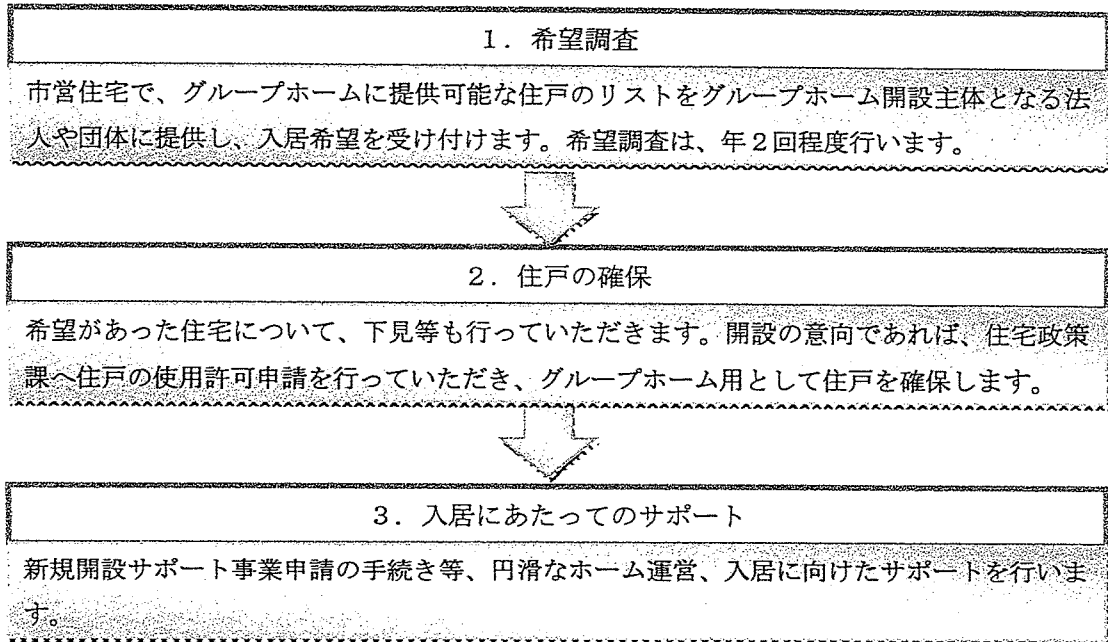 1．希望調査
市営住宅で、グループホームに提供可能な住戸のリストをグループホーム開設主体となる法
人や団体に提供し、入居希望を受け付けます。希望調査は、年2回程度行います。
2．住戸の確保
希望があった住宅について、下見等も行っていただきます。開設の意向であれば、住宅政策
課へ住戸の使用許可申請を行っていただき、グループホーム用として住戸を確保します。
3．入居にあたってのサポート
新規開設サポート事業申請の手続き等、円滑なホーム運営、入居に向けたサポートを行いま
す。